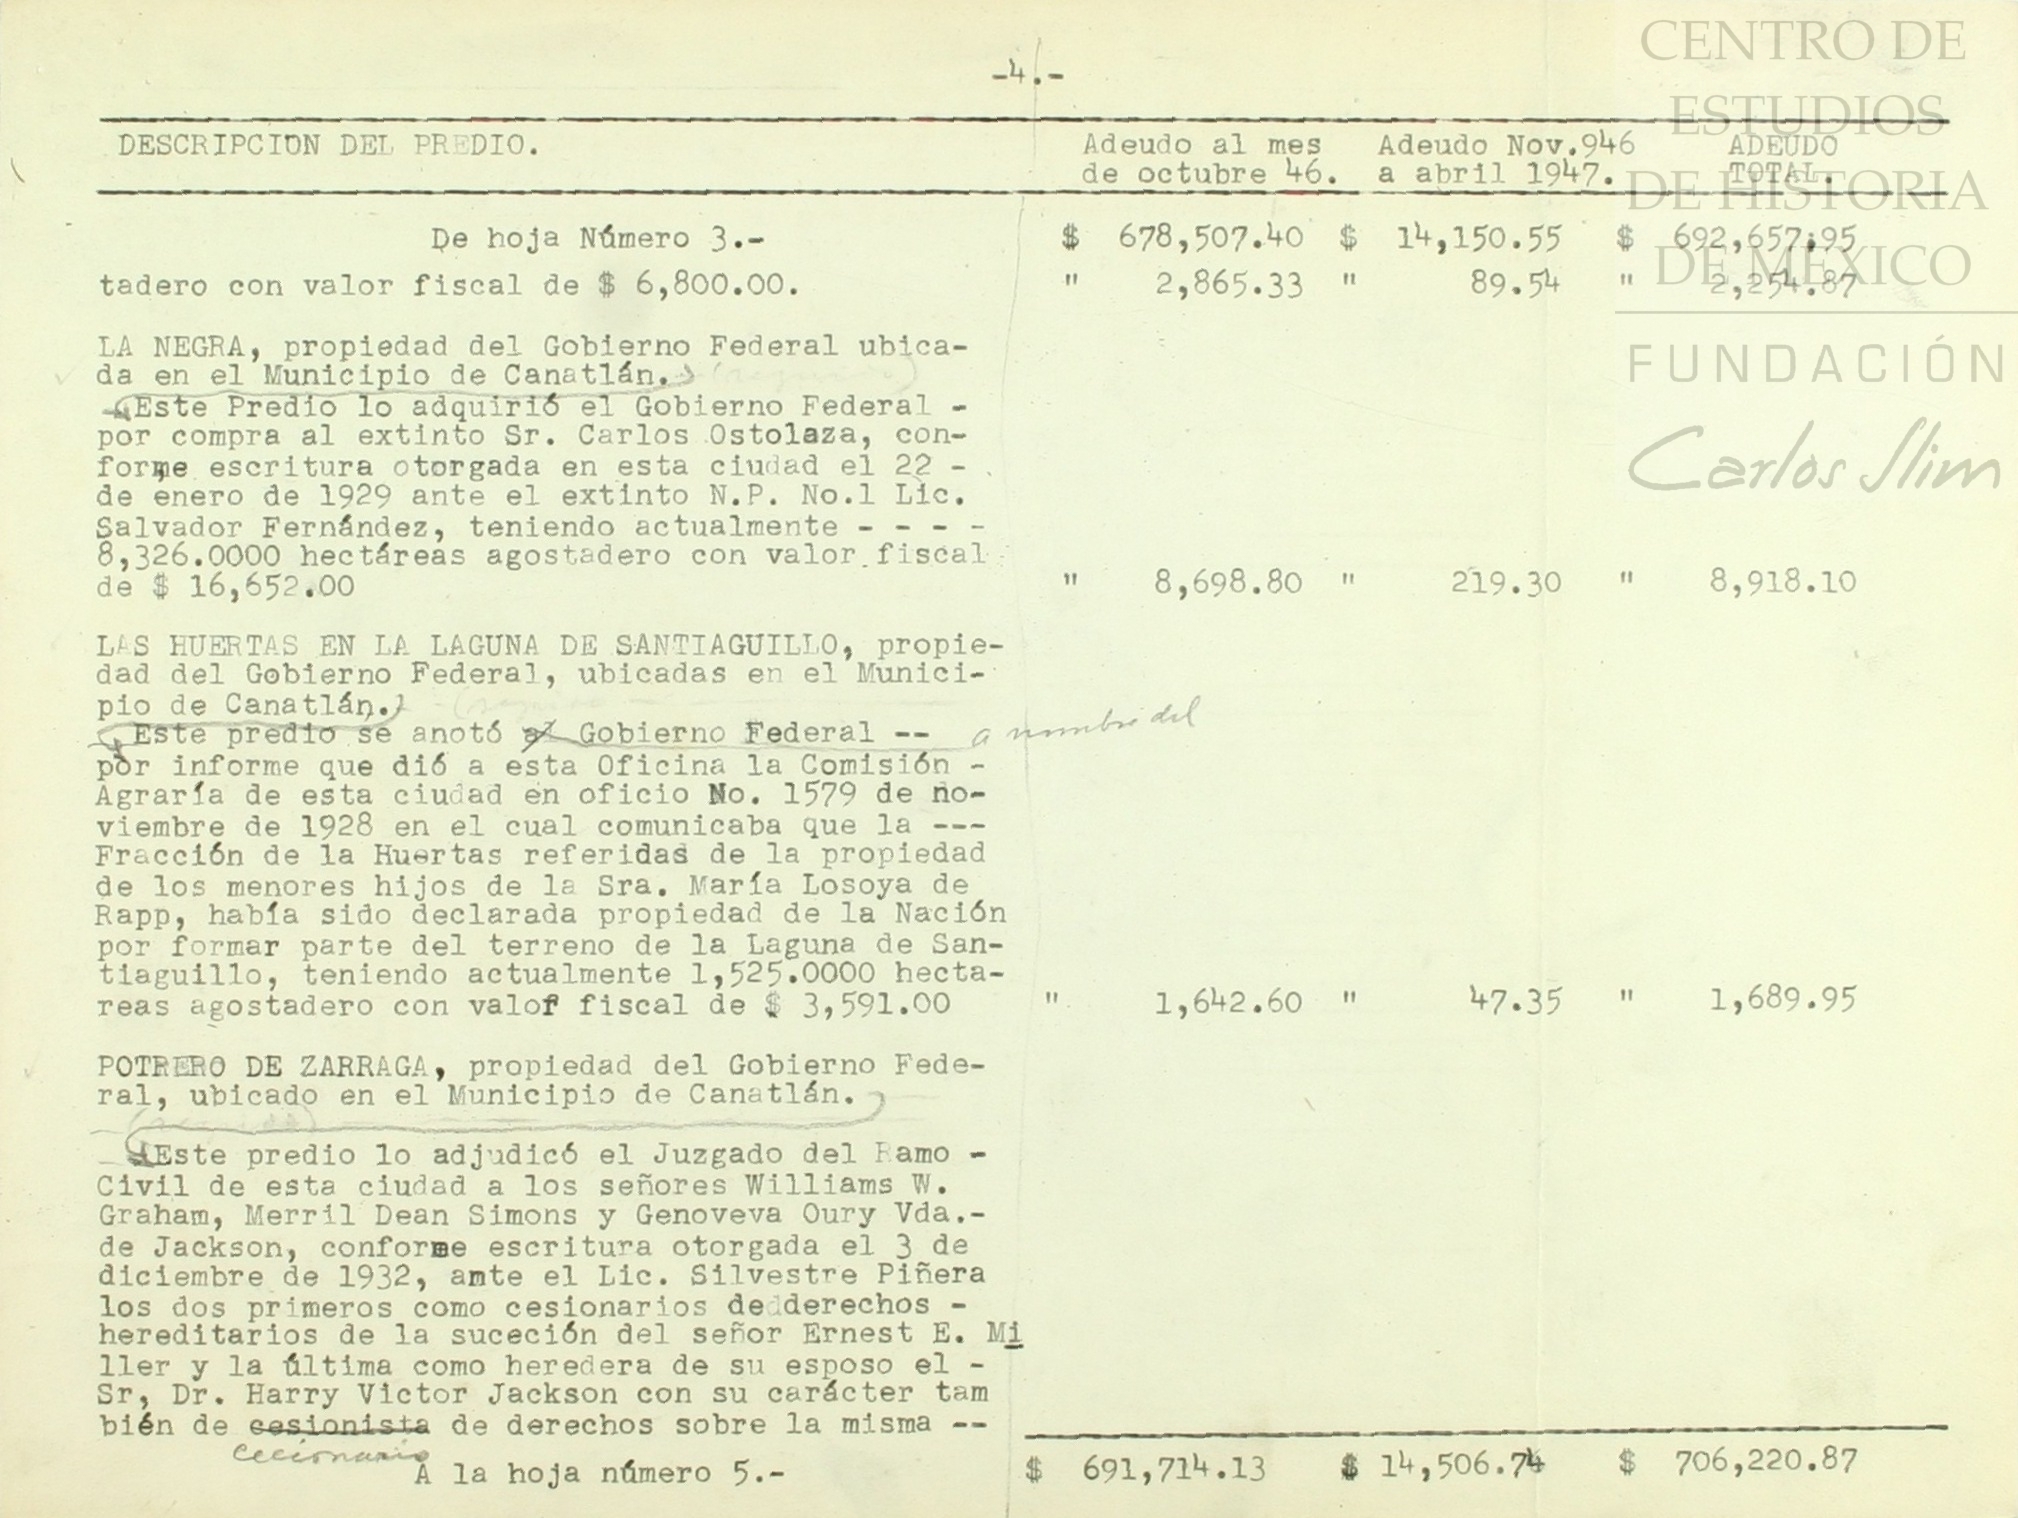 -4.-
CENTRO DE
ESTUDIOS
DE HISTORIA
DE MÉXICO
FUNDACIÓN
Carlos Slim
DESCRIPCION DEL PREDIO. Adeudo al mes Adeudo Nov.946 ADEUDO
de octubre 46. a abril 1947. TOTAL.
De hoja Número 3.- $ 678,507.40 $ 14,150.55 $ 692,657.95
tadero con valor fiscal de $ 6,800.00. " 2,865.33 " 89.54 " 2,254.87
LA NEGRA, propiedad del Gobierno Federal ubica-
da en el Municipio de Canatlán.
Este Predio lo adquirió el Gobierno Federal -
por compra al extinto Sr. Carlos Ostolaza, con-
forme escritura otorgada en esta ciudad el 22 -
de enero de 1929 ante el extinto N.P. No.1 Lic.
Salvador Fernández, teniendo actualmente - - - -
8,326.0000 hectáreas agostadero con valor fiscal
de $ 16,652.00 " 8,698.80 " 219.30 " 8,918.10
LAS HUERTAS EN LA LAGUNA DE SANTIAGUILLO, propie-
dad del Gobierno Federal, ubicadas en el Munici-
pio de Canatlán.
Este predio se anotó al Gobierno Federal -- a nombre del
por informe que dió a esta Oficina la Comisión -
Agraría de esta ciudad en oficio No. 1579 de no-
viembre de 1928 en el cual comunicaba que la ---
Fracción de la Huertas referidas de la propiedad
de los menores hijos de la Sra. María Losoya de
Rapp, había sido declarada propiedad de la Nación
por formar parte del terreno de la Laguna de San-
tiaguillo, teniendo actualmente 1,525.0000 hecta-
reas agostadero con valor fiscal de $ 3,591.00 " 1,642.60 " 47.35 " 1,689.95
POTRERO DE ZARRAGA, propiedad del Gobierno Fede-
ral, ubicado en el Municipio de Canatlán.
Este predio lo adjudicó el Juzgado del Ramo -
Civil de esta ciudad a los señores Williams W.
Graham, Merril Dean Simons y Genoveva Oury Vda.-
de Jackson, conforme escritura otorgada el 3 de
diciembre de 1932, ante el Lic. Silvestre Piñera
los dos primeros como cesionarios de derechos -
hereditarios de la suceción del señor Ernest E. Mi
ller y la última como heredera de su esposo el -
Sr, Dr. Harry Victor Jackson con su carácter tam
bién de cesionista de derechos sobre la misma --
cecionario
A la hoja número 5.- $ 691,714.13 $ 14,506.74 $ 706,220.87